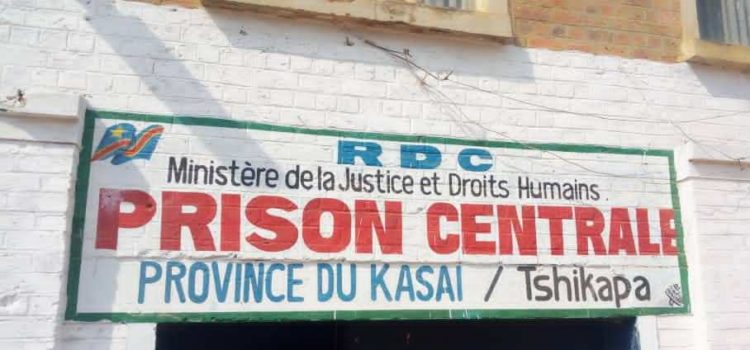 RDC
Ministère de la Justice et Droits Humains.
PRISON CENTRALE
PROVINCE DU KASAI / Tshikapa